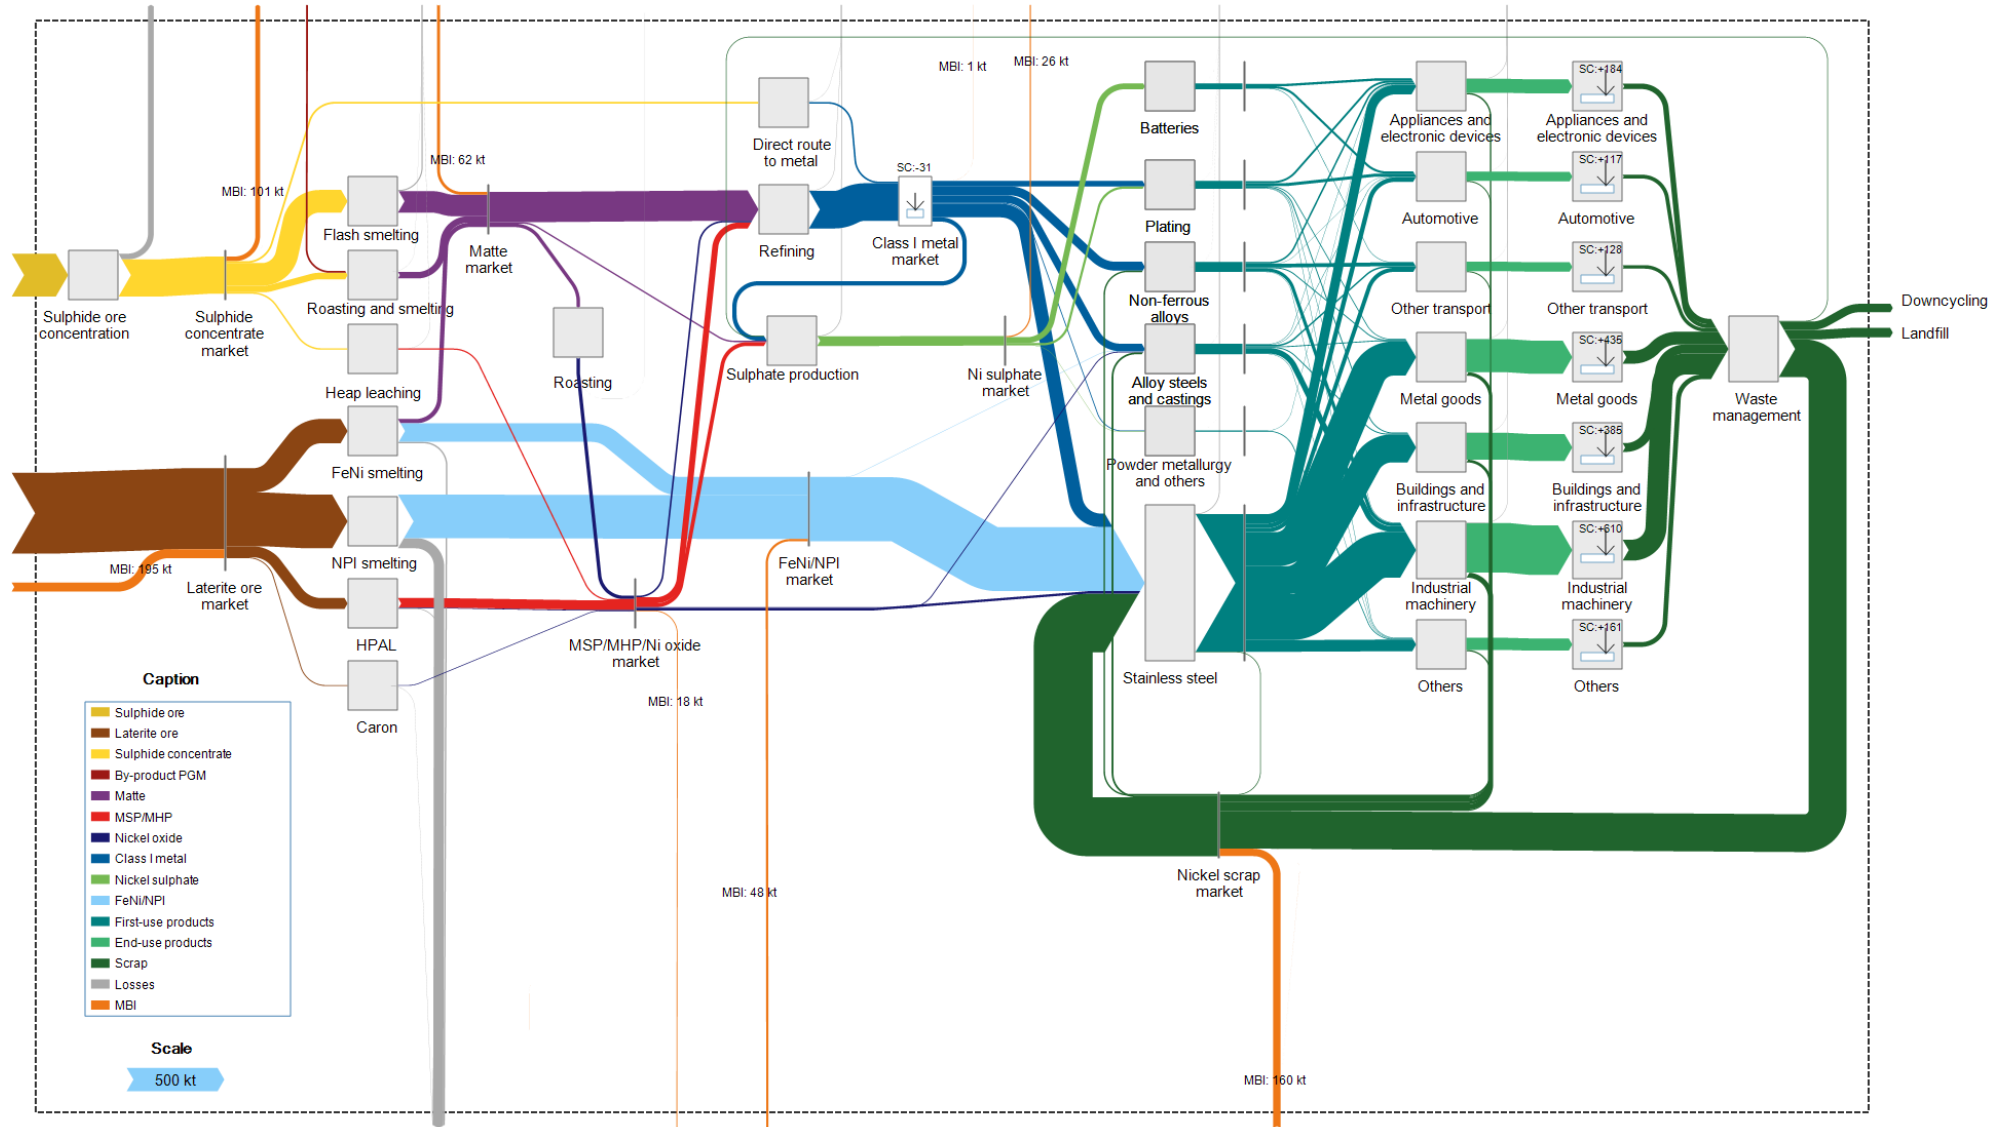 MBI: 1 kt
MBI: 26 kt
MBI: 62 kt
MBI: 101 kt
Sulphide ore
concentration
Sulphide
concentrate
market
Flash smelting
Roasting and smelting
Heap leaching
FeNi smelting
NPI smelting
HPAL
Caron
MBI: 195 kt
Laterite ore
market
Matte
market
Roasting
MSP/MHP/Ni oxide
market
MBI: 18 kt
MBI: 48 kt
Direct route
to metal
Refining
SC:-31
Class I metal
market
Sulphate production
Ni sulphate
market
FeNi/NPI
market
Batteries
Plating
Non-ferrous
alloys
Alloy steels
and castings
Powder metallurgy
and others
Stainless steel
Nickel scrap
market
MBI: 160 kt
Appliances and
electronic devices
Automotive
Other transport
Metal goods
Buildings and
infrastructure
Industrial
machinery
Others
SC:+184
Appliances and
electronic devices
SC:+117
Automotive
SC:+128
Other transport
SC:+435
Metal goods
SC:+385
Buildings and
infrastructure
SC:+610
Industrial
machinery
SC:+161
Others
Waste
management
Downcycling
Landfill
Caption
Sulphide ore
Laterite ore
Sulphide concentrate
By-product PGM
Matte
MSP/MHP
Nickel oxide
Class I metal
Nickel sulphate
FeNi/NPI
First-use products
End-use products
Scrap
Losses
MBI
Scale
500 kt